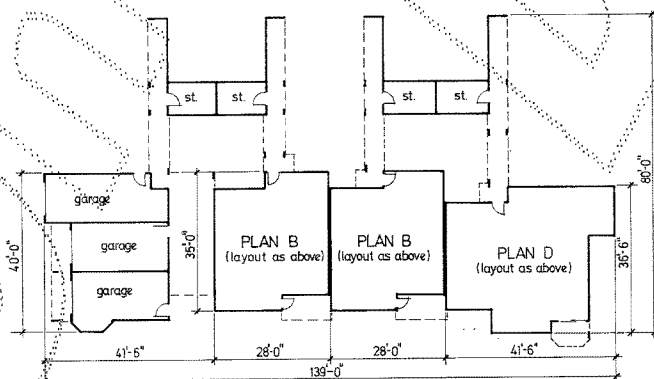 st.
st.
st.
st.
80'-0"
garage
garage
garage
40'-0"
35'-0"
PLAN B
(layout as above)
PLAN B
(layout as above)
PLAN D
(layout as above)
36'-6"
41'-6"
28'-0"
28'-0"
41'-6"
139'-0"